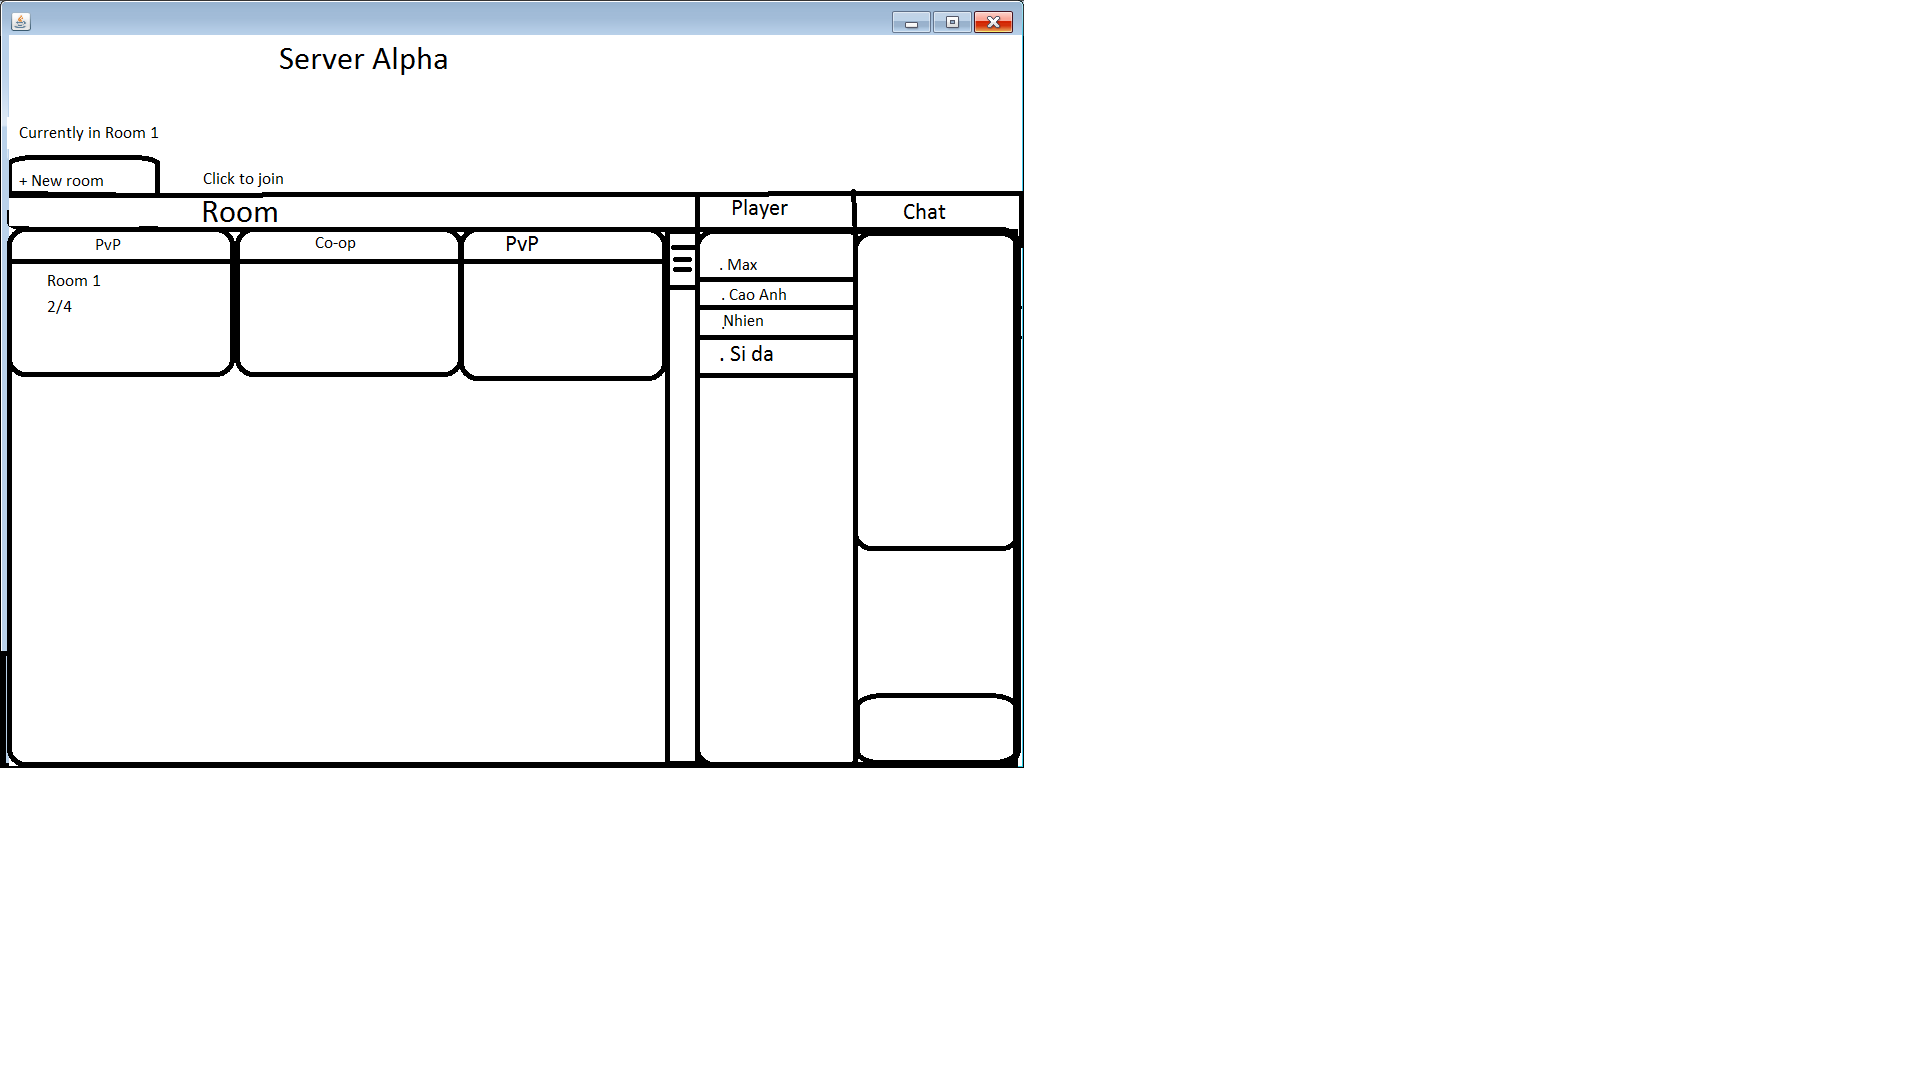 Server Alpha
Currently in Room 1
+ New room
Click to join
Room
Player
Chat
PvP
Co-op
PvP
Room 1
2/4
. Max
. Cao Anh
.Nhien
. Si da